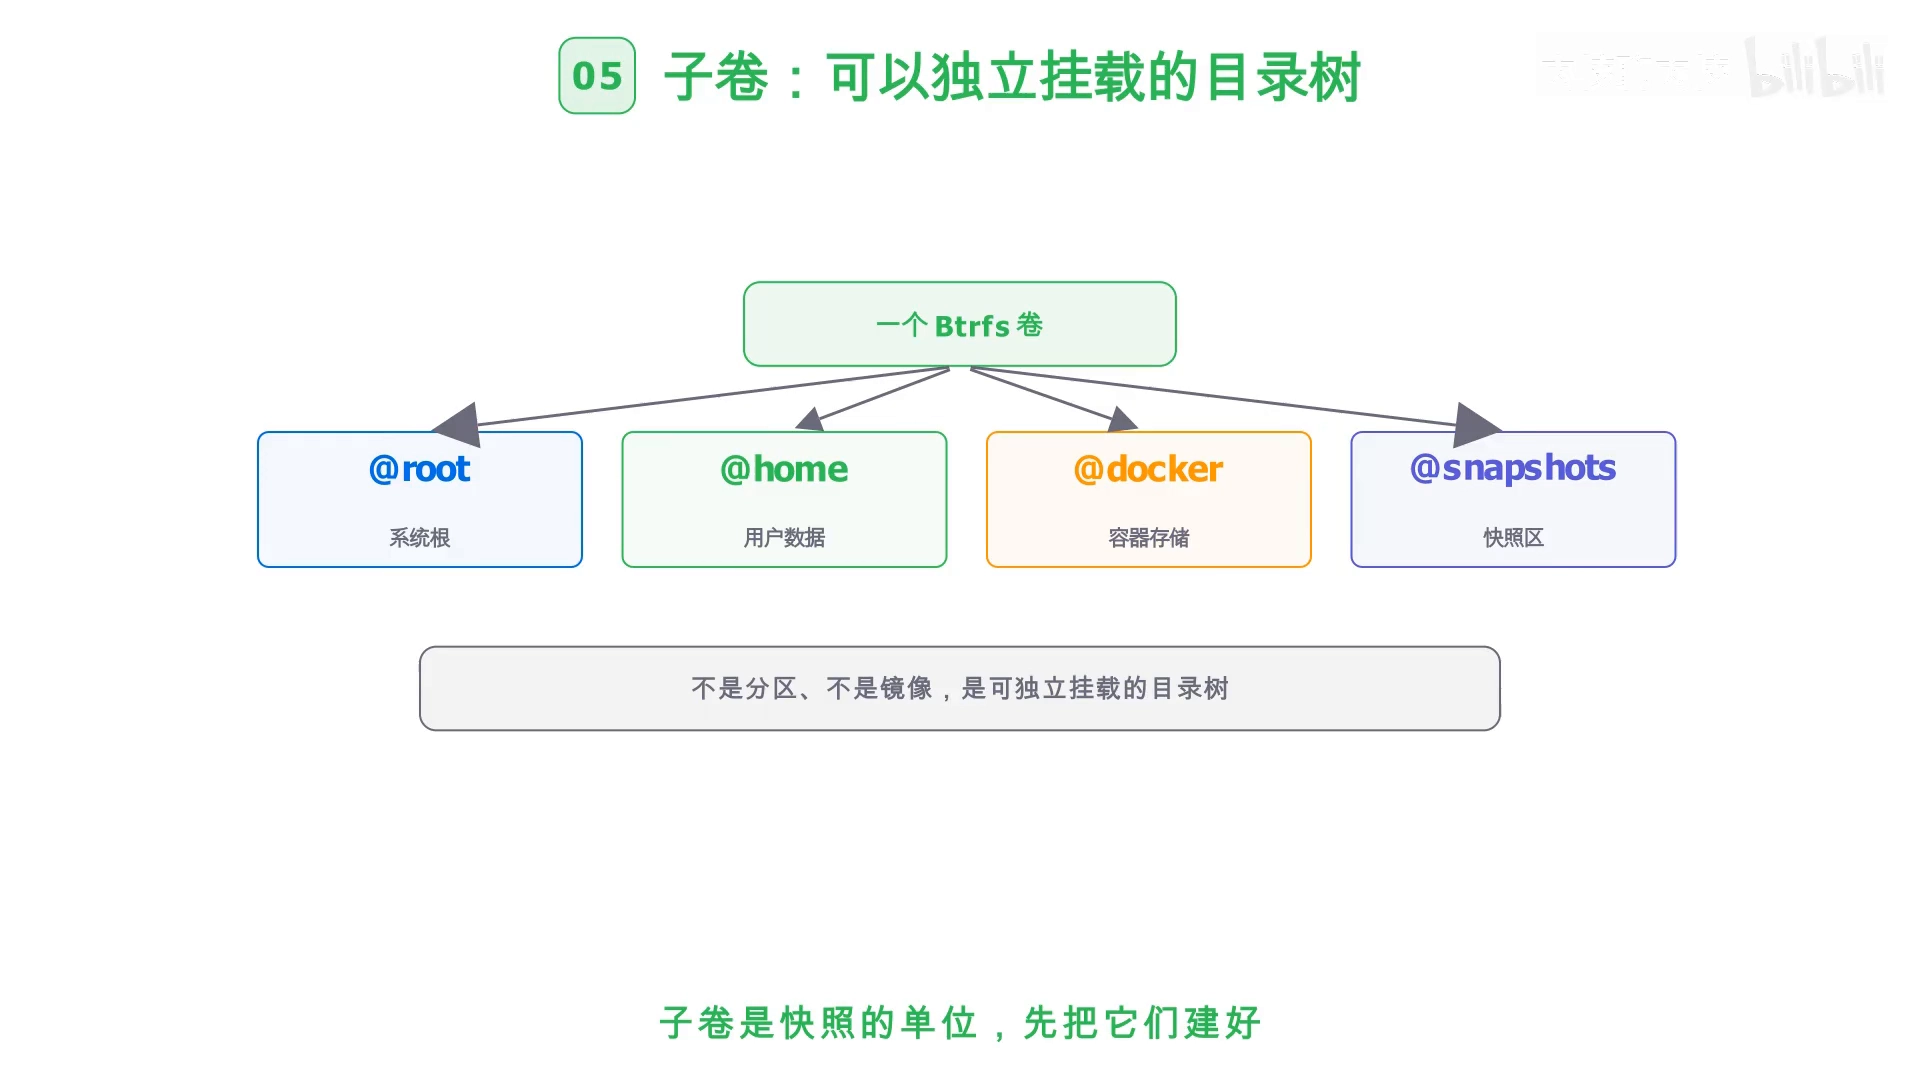 05 子卷：可以独立挂载的目录树
bilibili
一个 Btrfs 卷
@root
@home
@docker
@snapshots
系统根
用户数据
容器存储
快照区
不是分区、不是镜像，是可独立挂载的目录树
子卷是快照的单位，先把它们建好